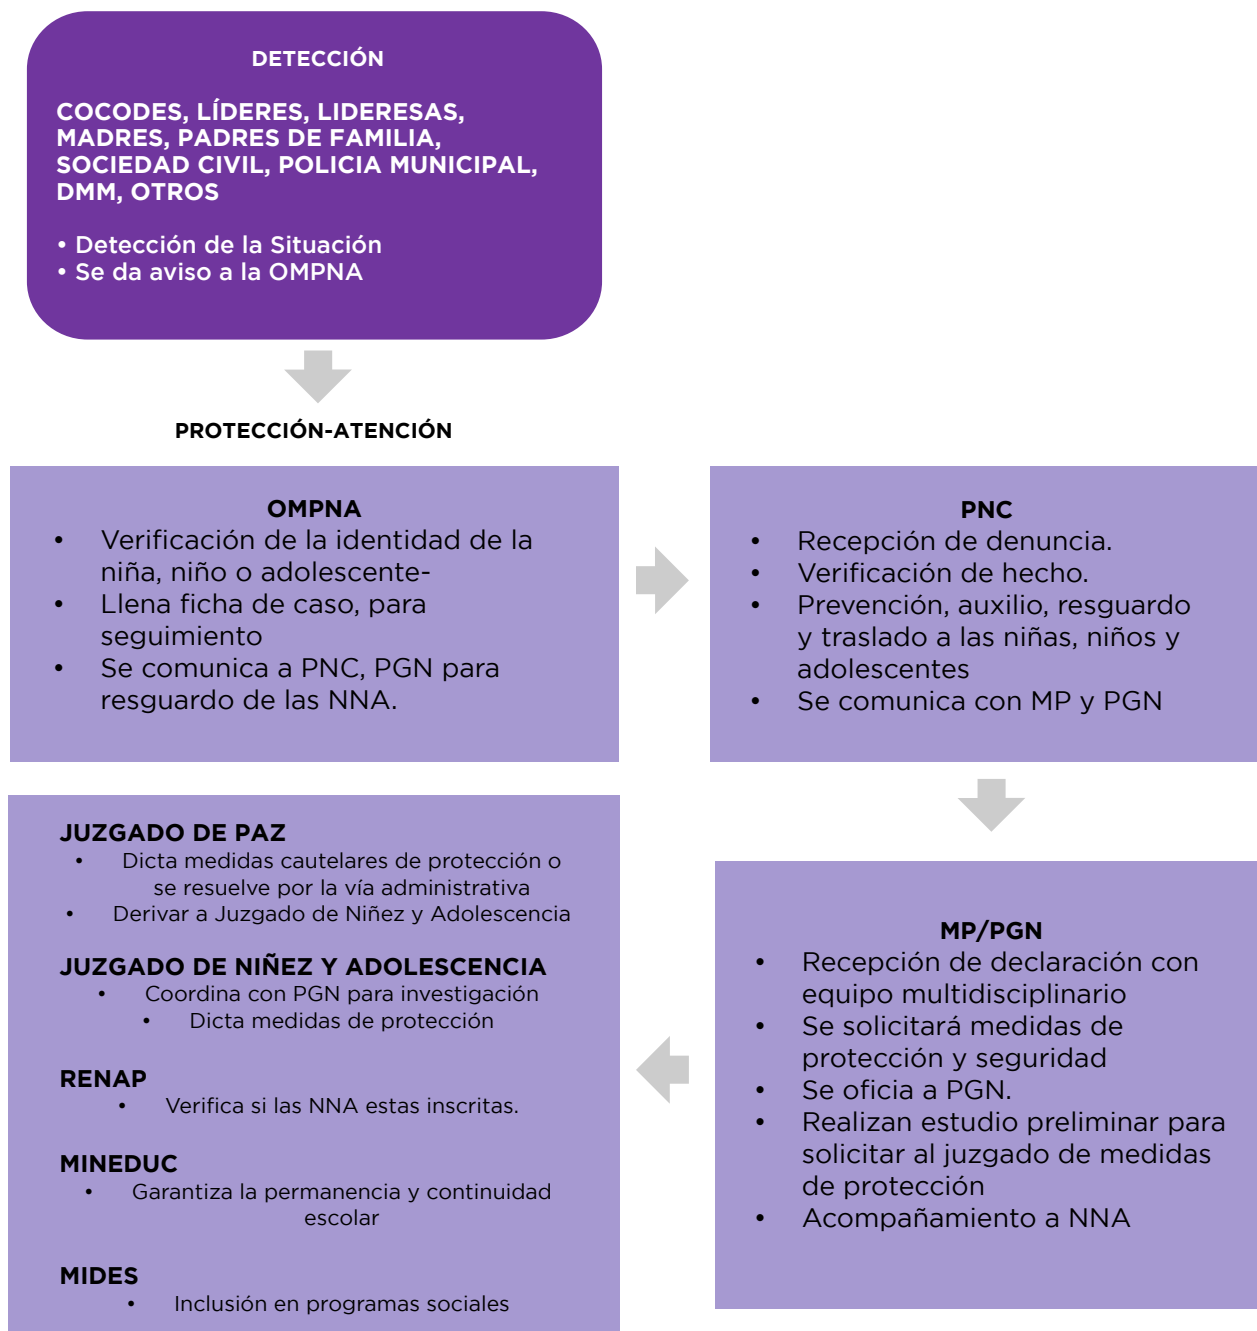 DETECCIÓN
COCODES, LÍDERES, LIDERESAS,
MADRES, PADRES DE FAMILIA,
SOCIEDAD CIVIL, POLICIA MUNICIPAL,
DMM, OTROS
• Detección de la Situación
• Se da aviso a la OMPNA
PROTECCIÓN-ATENCIÓN
OMPNA
• Verificación de la identidad de la
niña, niño o adolescente-
• Llena ficha de caso, para
seguimiento
• Se comunica a PNC, PGN para
resguardo de las NNA.
PNC
• Recepción de denuncia.
• Verificación de hecho.
• Prevención, auxilio, resguardo
y traslado a las niñas, niños y
adolescentes
• Se comunica con MP y PGN
MP/PGN
• Recepción de declaración con
equipo multidisciplinario
• Se solicitará medidas de
protección y seguridad
• Se oficia a PGN.
• Realizan estudio preliminar para
solicitar al juzgado de medidas
de protección
• Acompañamiento a NNA
JUZGADO DE PAZ
• Dicta medidas cautelares de protección o
se resuelve por la vía administrativa
• Derivar a Juzgado de Niñez y Adolescencia
JUZGADO DE NIÑEZ Y ADOLESCENCIA
• Coordina con PGN para investigación
• Dicta medidas de protección
RENAP
• Verifica si las NNA estas inscritas.
MINEDUC
• Garantiza la permanencia y continuidad
escolar
MIDES
• Inclusión en programas sociales